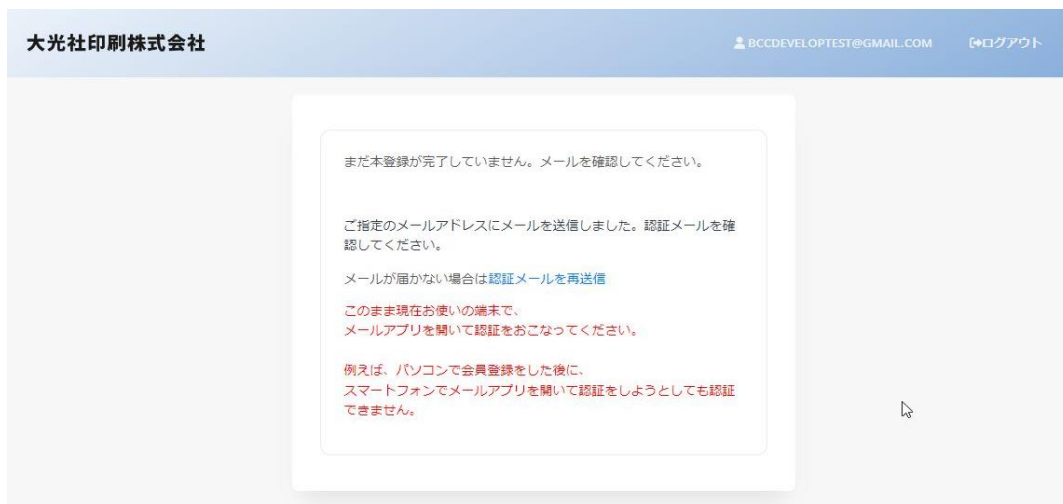 大光社印刷株式会社
BCCDEVELOPTEST@GMAIL.COM
ログアウト
まだ本登録が完了していません。メールを確認してください。
ご指定のメールアドレスにメールを送信しました。認証メールを確
認してください。
メールが届かない場合は認証メールを再送信
このまま現在お使いの端末で、
メールアプリを開いて認証をおこなってください。
例えば、パソコンで会員登録をした後に、
スマートフォンでメールアプリを開いて認証をしようとしても認証
できません。